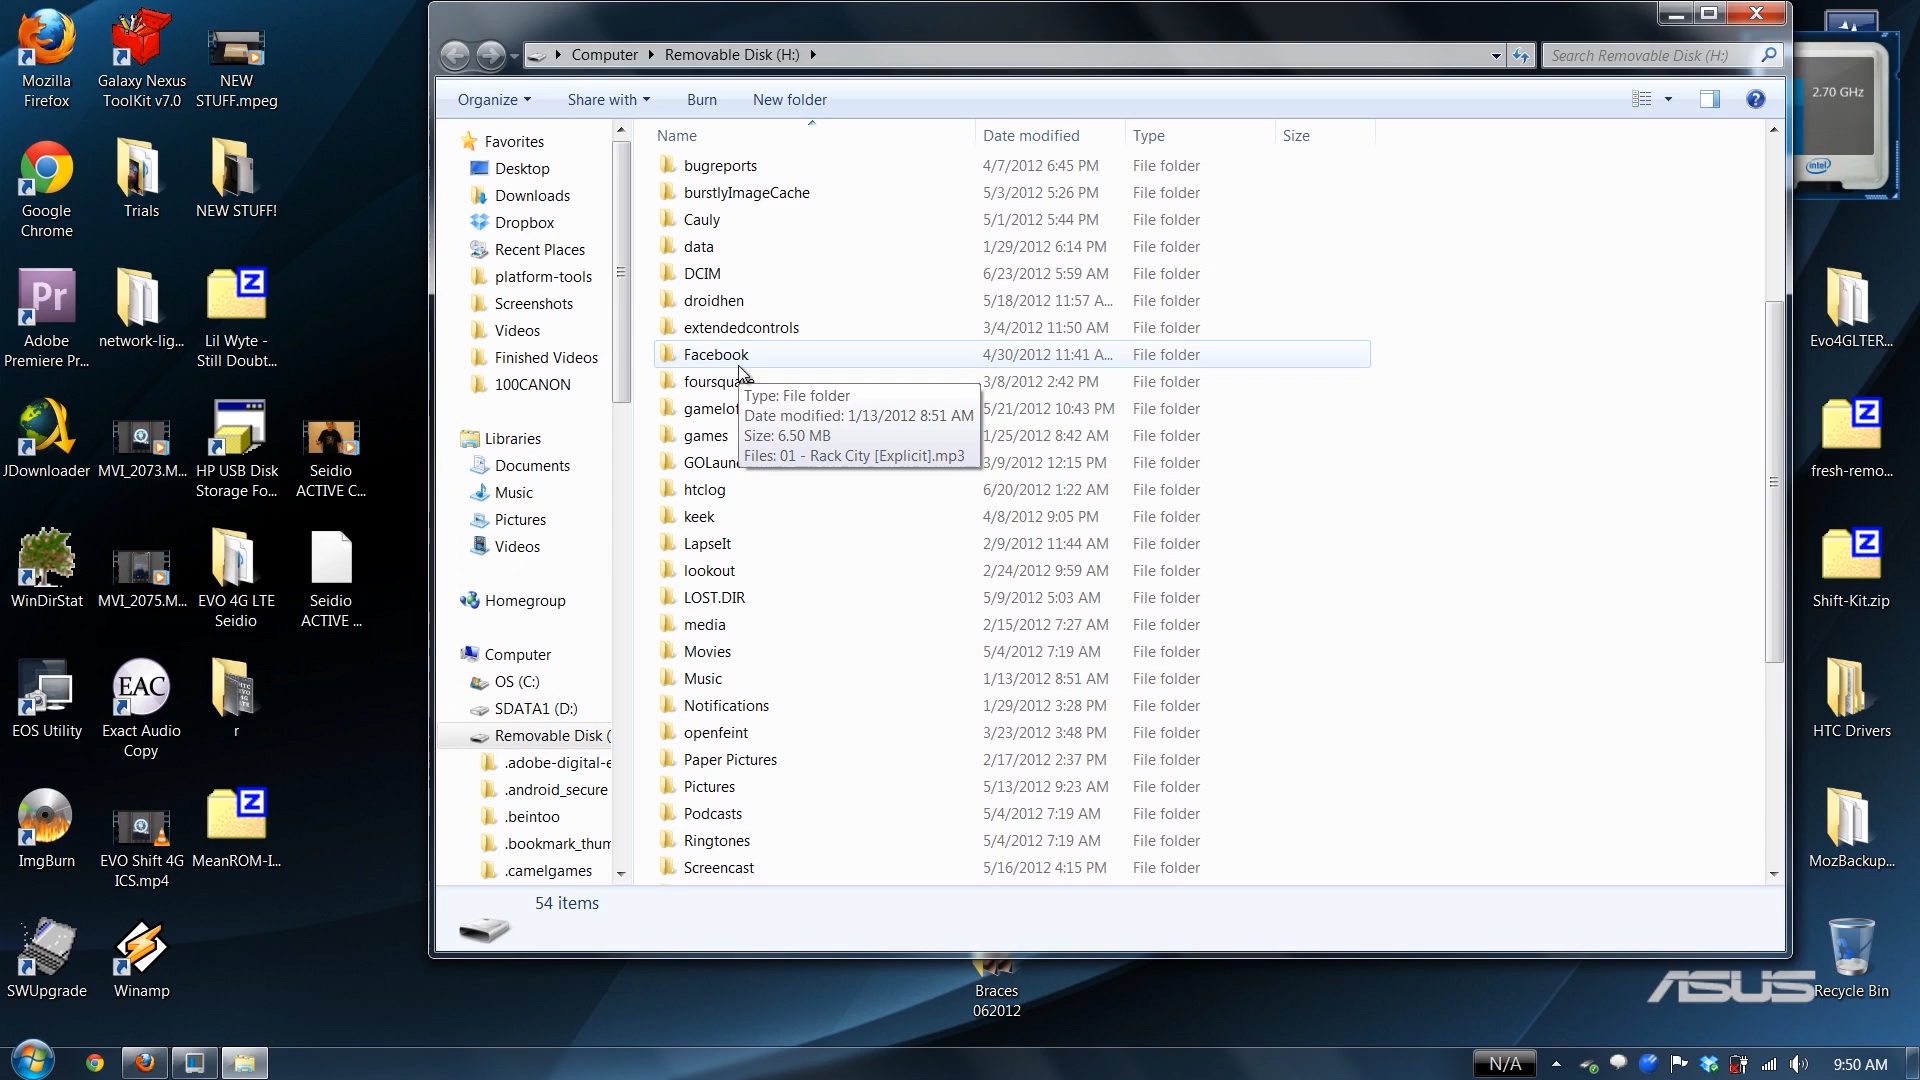 Mozilla
Firefox
Galaxy Nexus
ToolKit v7.0
NEW
STUFF.mpeg
Google
Chrome
Trials
NEW STUFF!
Pr
Adobe
Premiere Pr...
network-lig...
Z
Lil Wyte -
Still Doubt...
JDownloader
MVI_2073.M...
HP USB Disk
Storage Fo...
Seidio
ACTIVE C...
WinDirStat
MVI_2075.M...
EVO 4G LTE
Seidio
Seidio
ACTIVE ...
EOS Utility
EAC
Exact Audio
Copy
HTC
EVO
4G
LTE
r
ImgBurn
EVO Shift 4G
ICS.mp4
Z
MeanROM-I...
SWUpgrade
Winamp
Computer
Removable Disk (H:)
Search Removable Disk (H:)
Organize
Share with
Burn
New folder
Favorites
Desktop
Downloads
Dropbox
Recent Places
platform-tools
Screenshots
Videos
Finished Videos
100CANON
Libraries
Documents
Music
Pictures
Videos
Homegroup
Computer
OS (C:)
SDATA1 (D:)
Removable Disk (
.adobe-digital-e
.android_secure
.beintoo
.bookmark_thum
.camelgames
Name Date modified Type Size
bugreports 4/7/2012 6:45 PM File folder
burstlyImageCache 5/3/2012 5:26 PM File folder
Cauly 5/1/2012 5:44 PM File folder
data 1/29/2012 6:14 PM File folder
DCIM 6/23/2012 5:59 AM File folder
droidhen 5/18/2012 11:57 A... File folder
extendedcontrols 3/4/2012 11:50 AM File folder
Facebook 4/30/2012 11:41 A... File folder
foursquare 3/8/2012 2:42 PM File folder
gamelof 5/21/2012 10:43 PM File folder
games 1/25/2012 8:42 AM File folder
GOLaun 3/9/2012 12:15 PM File folder
Type: File folder
Date modified: 1/13/2012 8:51 AM
Size: 6.50 MB
Files: 01 - Rack City [Explicit].mp3
htclog 6/20/2012 1:22 AM File folder
keek 4/8/2012 9:05 PM File folder
LapseIt 2/9/2012 11:44 AM File folder
lookout 2/24/2012 9:59 AM File folder
LOST.DIR 5/9/2012 5:03 AM File folder
media 2/15/2012 7:27 AM File folder
Movies 5/4/2012 7:19 AM File folder
Music 1/13/2012 8:51 AM File folder
Notifications 1/29/2012 3:28 PM File folder
openfeint 3/23/2012 3:48 PM File folder
Paper Pictures 2/17/2012 2:37 PM File folder
Pictures 5/13/2012 9:23 AM File folder
Podcasts 5/4/2012 7:19 AM File folder
Ringtones 5/4/2012 7:19 AM File folder
Screencast 5/16/2012 4:15 PM File folder
54 items
2.70 GHz
intel
Evo4GLTER...
Z
fresh-remo...
Z
Shift-Kit.zip
HTC Drivers
MozBackup...
Recycle Bin
Braces
062012
ASUS
N/A
9:50 AM